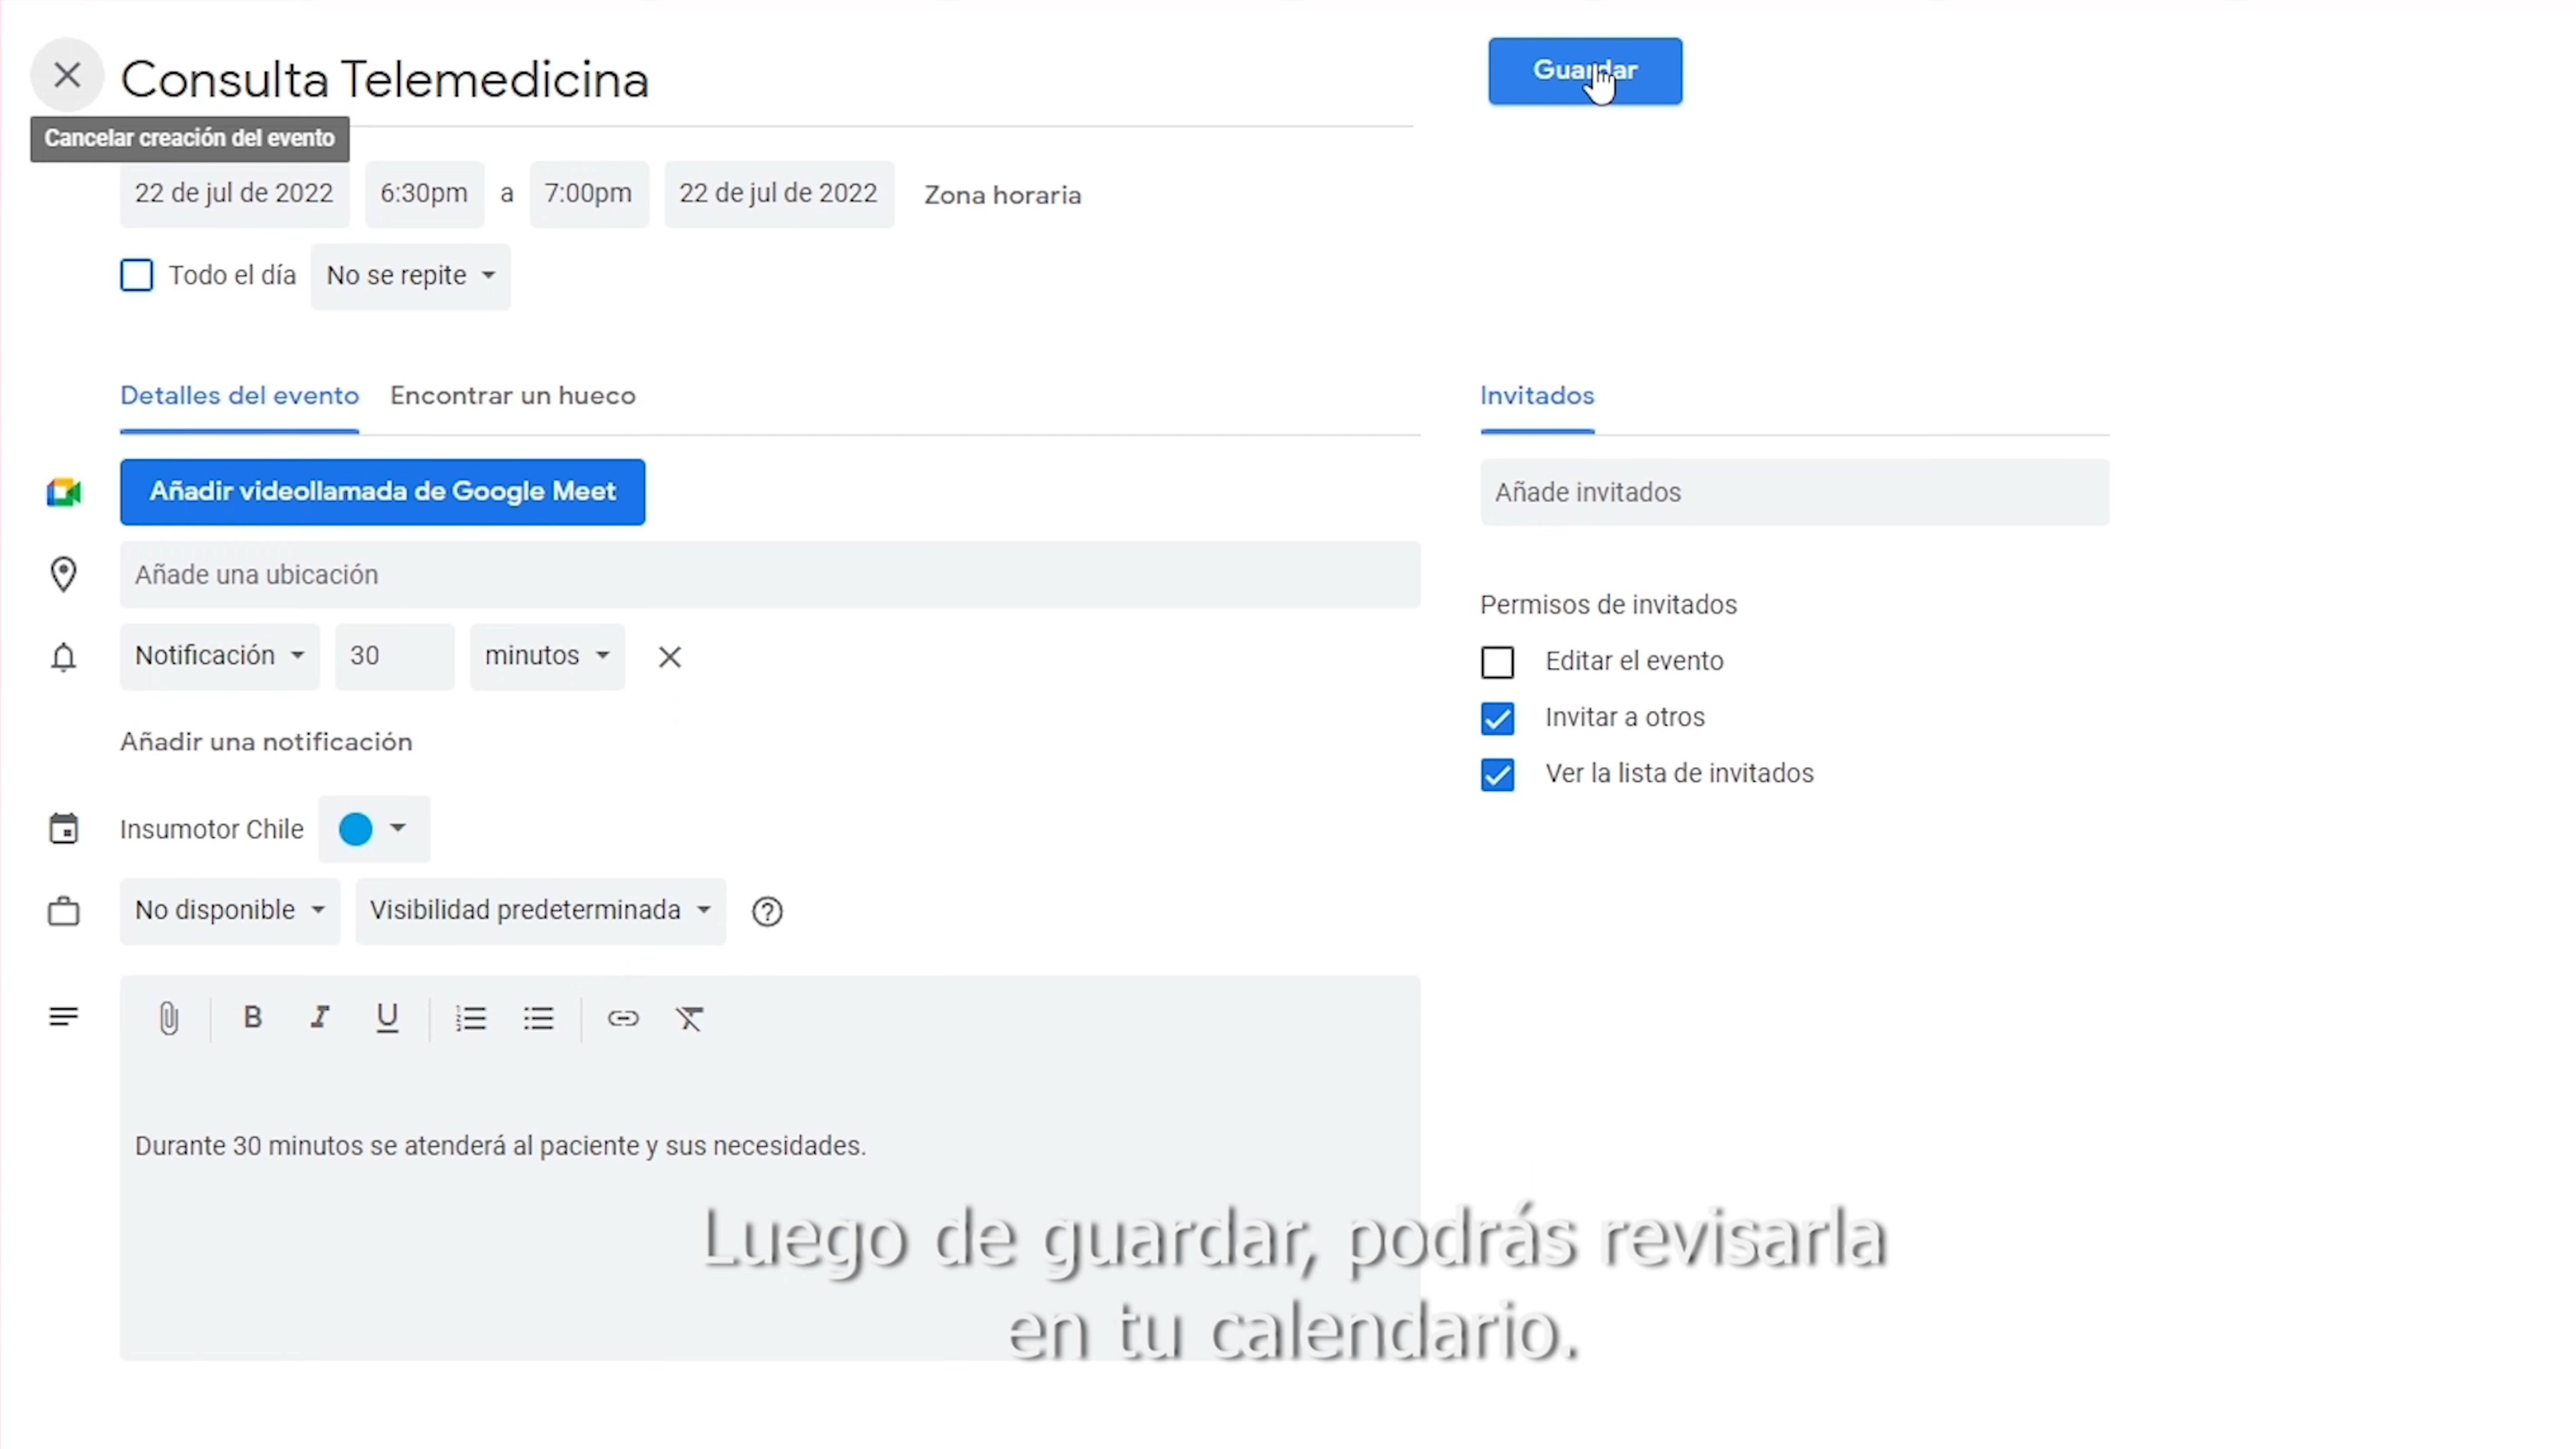 Consulta Telemedicina
Guardar
Cancelar creación del evento
22 de jul de 2022 6:30pm a 7:00pm 22 de jul de 2022 Zona horaria
Todo el día No se repite
Detalles del evento Encontrar un hueco
Invitados
Añadir videollamada de Google Meet
Añade invitados
Añade una ubicación
Permisos de invitados
Notificación 30 minutos
Editar el evento
Invitar a otros
Añadir una notificación
Ver la lista de invitados
Insumotor Chile
No disponible Visibilidad predeterminada
B I U
Durante 30 minutos se atenderá al paciente y sus necesidades.
Luego de guardar, podrás revisarla
en tu calendario.